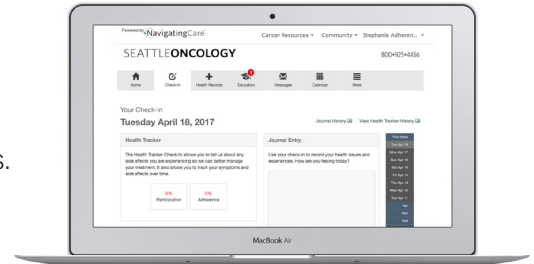 Powered by NavigatingCare
Cancer Resources Community Stephanie Adheren...
SEATTLEONCOLOGY
800•925•4456
Home Check-in Health Records Education Messages Calendar More
Your Check-in
Tuesday April 18, 2017
Journal History View Health Tracker History
Health Tracker
The Health Tracker Check-in allows you to tell us about any
side effects you are experiencing so we can better manage
your treatment. It also allows you to track your symptoms and
side effects over time.
0% 0%
Participation Adherence
Journal Entry
Use your check-in to record your health issues and
experiences. How are you feeling today?
This Week
Tue Apr 18
Mon Apr 17
Sun Apr 16
Sat Apr 15
Fri Apr 14
Thu Apr 13
Wed Apr 12
Tue Apr 11
Apr
Mar
Feb
s.
MacBook Air